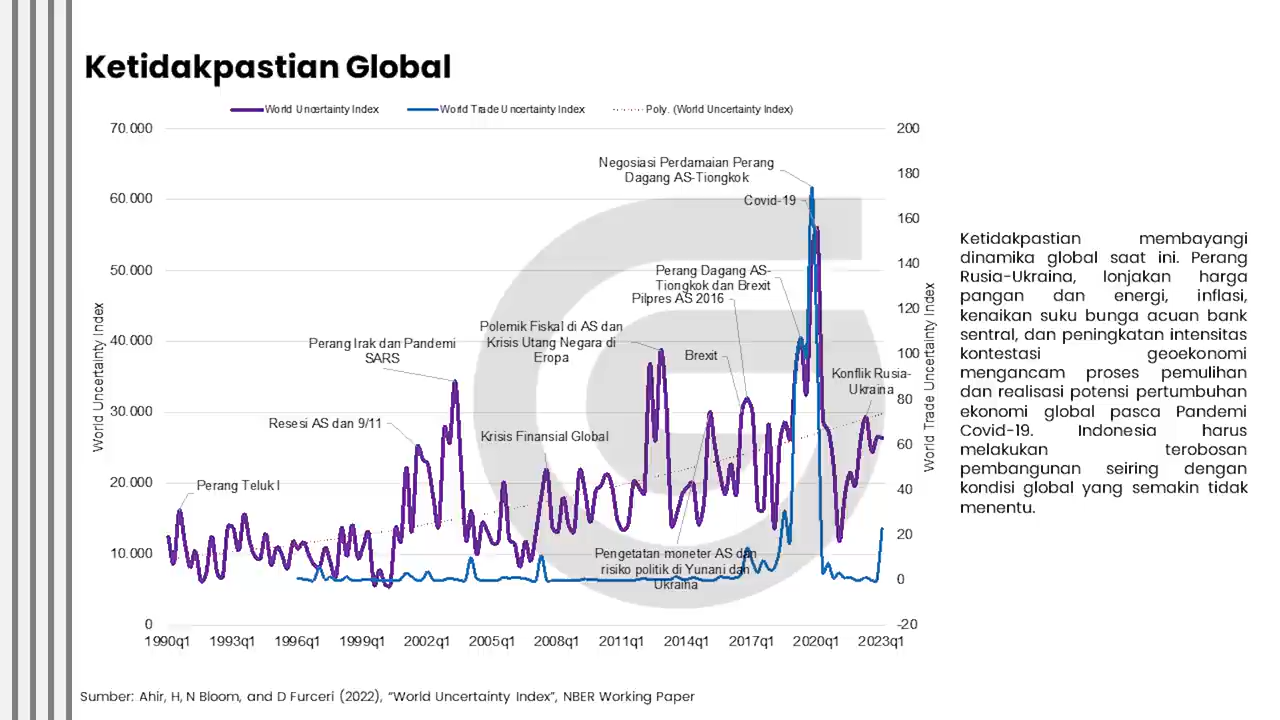 Ketidakpastian Global
World Uncertainty Index
World Trade Uncertainty Index
Poly. (World Uncertainty Index)
70.000
60.000
50.000
40.000
30.000
20.000
10.000
0
World Uncertainty Index
200
180
160
140
120
100
80
60
40
20
0
-20
World Trade Uncertainty Index
1990q1
1993q1
1996q1
1999q1
2002q1
2005q1
2008q1
2011q1
2014q1
2017q1
2020q1
2023q1
Perang Teluk I
Resesi AS dan 9/11
Perang Irak dan Pandemi
SARS
Krisis Finansial Global
Polemik Fiskal di AS dan
Krisis Utang Negara di
Eropa
Pengetatan moneter AS dan
risiko politik di Yunani dan
Ukraina
Brexit
Pilpres AS 2016
Perang Dagang AS-
Tiongkok dan Brexit
Negosiasi Perdamaian Perang
Dagang AS-Tiongkok
Covid-19
Konflik Rusia-
Ukraina
Ketidakpastian membayangi
dinamika global saat ini. Perang
Rusia-Ukraina, lonjakan harga
pangan dan energi, inflasi,
kenaikan suku bunga acuan bank
sentral, dan peningkatan intensitas
kontestasi geoekonomi
mengancam proses pemulihan
dan realisasi potensi pertumbuhan
ekonomi global pasca Pandemi
Covid-19. Indonesia harus
melakukan terobosan
pembangunan seiring dengan
kondisi global yang semakin tidak
menentu.
Sumber: Ahir, H, N Bloom, and D Furceri (2022), “World Uncertainty Index”, NBER Working Paper